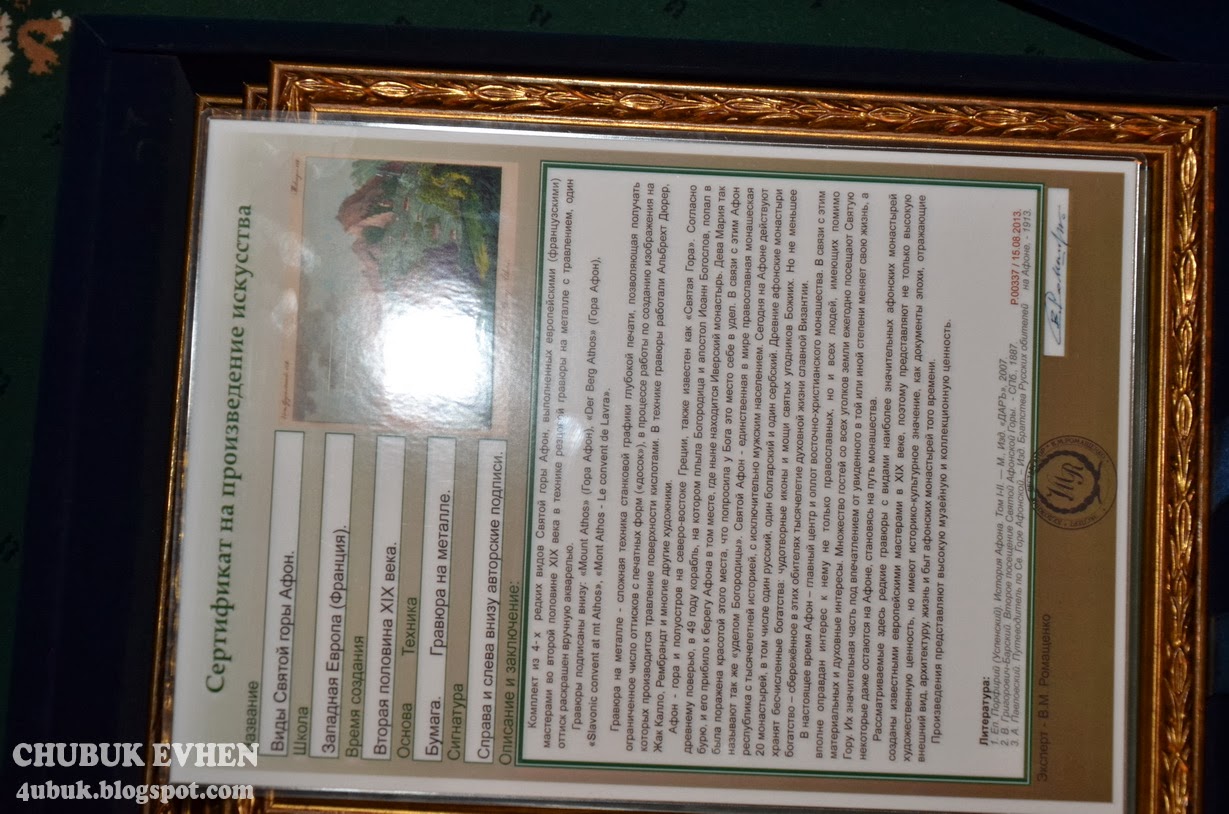 Сертификат на произведение искусства
Название
Виды Святой горы Афон.
Школа
Западная Европа (Франция).
Время создания
Вторая половина XIX века.
Основа Техника
Бумага. Гравюра на металле.
Сигнатура
Справа и слева внизу авторские подписи.
Описание и заключение:
Комплект из 4-х редких видов Святой горы Афон, выполненных европейскими (французскими)
мастерами во второй половине XIX века в технике резцовой гравюры на металле с травлением, один
оттиск раскрашен вручную акварелью.
Гравюры подписаны внизу: «Mount Athos» (Гора Афон), «Der Berg Athos» (Гора Афон),
«Slavonic convent at mt Athos», «Mont Athos - Le convent de Lavra».
Гравюра на металле - сложная техника станковой графики глубокой печати, позволяющая получать
ограниченное число оттисков с печатных форм («досок»), в процессе работы по созданию изображения на
которых производится травление поверхности кислотами. В технике гравюры работали Альбрехт Дюрер,
Жак Калло, Рембрандт и многие другие художники.
Афон - гора и полуостров на северо-востоке Греции, также известен как «Святая Гора». Согласно
древнему поверью, в 49 году корабль, на котором плыла Богородица и апостол Иоанн Богослов, попал в
бурю, и его прибило к берегу Афона в том месте, где ныне находится Иверский монастырь. Дева Мария так
была поражена красотой этого места, что попросила у Бога это место себе в удел. В связи с этим Афон
называют так же «уделом Богородицы». Святой Афон - единственная в мире православная монашеская
республика с тысячелетней историей, с исключительно мужским населением. Сегодня на Афоне действуют
20 монастырей, в том числе один русский, один болгарский и один сербский. Древние афонские монастыри
хранят бесчисленные богатства: чудотворные иконы и мощи святых угодников Божиих. Но не меньшее
богатство – сбережённое в этих обителях тысячелетие духовной жизни славной Византии.
В настоящее время Афон – главный центр и оплот восточно-христианского монашества. В связи с этим
вполне оправдан интерес к нему не только православных, но и всех людей, имеющих помимо
материальных и духовные интересы. Множество гостей со всех уголков земли ежегодно посещают Святую
Гору. Их значительная часть под впечатлением от увиденного в той или иной степени меняет свою жизнь, а
некоторые даже остаются на Афоне, становясь на путь монашества.
Рассматриваемые здесь редкие гравюры с видами наиболее значительных афонских монастырей
созданы известными европейскими мастерами в XIX веке, поэтому представляют не только высокую
художественную ценность, но имеют историко-культурное значение, как документы эпохи, отражающие
внешний вид, архитектуру, жизнь и быт афонских монастырей того времени.
Произведения представляют высокую музейную и коллекционную ценность.
Литература:
1. Еп. Порфирий (Успенский). История Афона. Том I-II. – М., Изд. «ДАРЪ», 2007.
2. В. Григорович-Барский. Второе посещение Святой Афонской Горы. - СПб., 1887.
3. А. Павловский. Путеводитель по Св. Горе Афонской. – Изд. Братства Русских обителей на Афоне. - 1913.
P.00337 / 15.08.2013.
Эксперт - В.М. Ромащенко
CHUBUK EVHEN
4ubuk.blogspot.com